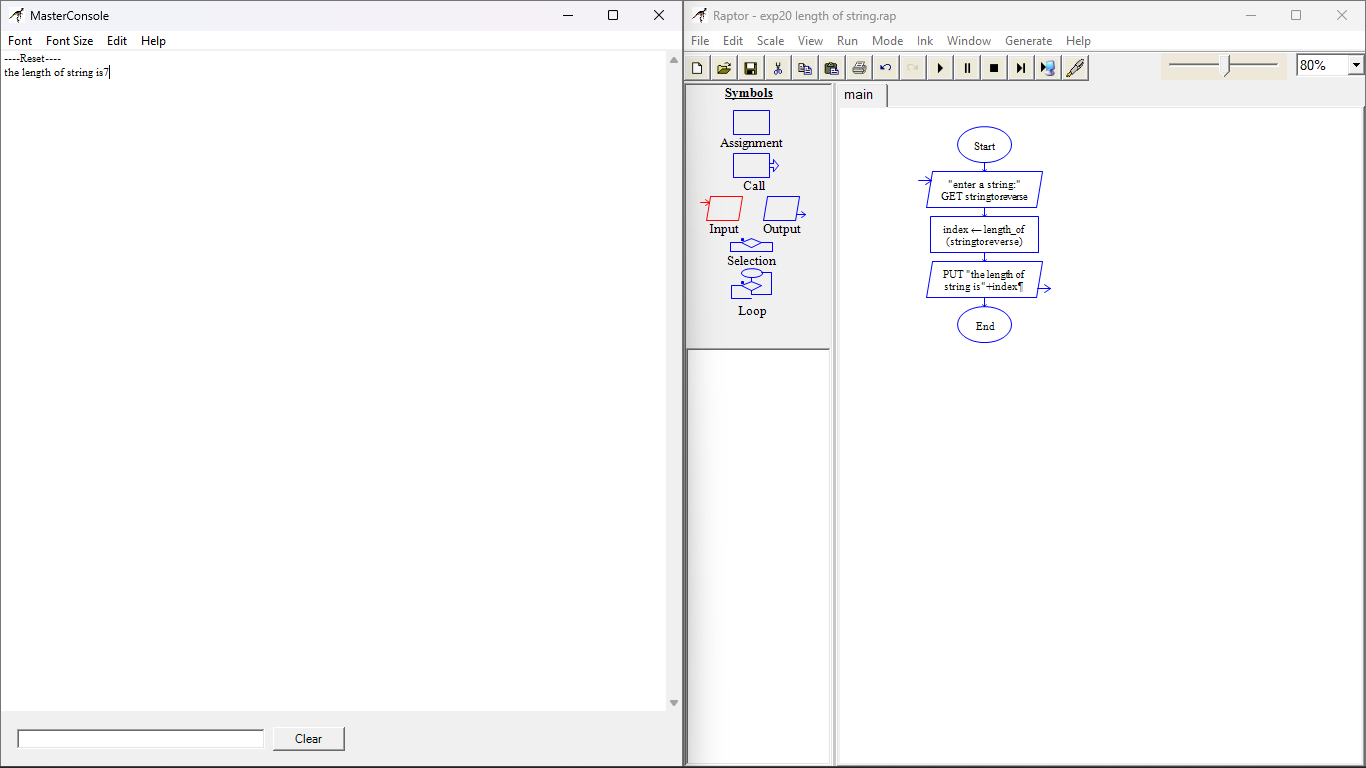 MasterConsole
Font Font Size Edit Help
----Reset----
the length of string is7
Clear
Raptor - exp20 length of string.rap
File Edit Scale View Run Mode Ink Window Generate Help
80%
Symbols
Assignment
Call
Input Output
Selection
Loop
main
Start
"enter a string:"
GET stringtoreverse
index ← length_of
(stringtoreverse)
PUT "the length of
string is"+index¶
End